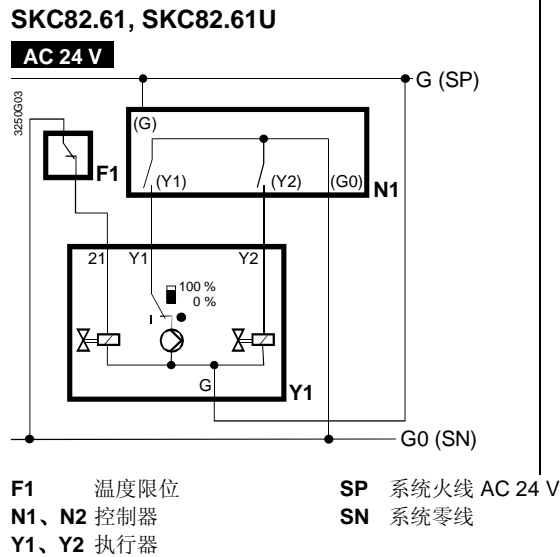 SKC82.61, SKC82.61U
AC 24 V
G (SP)
3250G03
(G)
F1
(Y1)
(Y2)
(G0)
N1
21
Y1
Y2
100 %
0 %
I
G
Y1
G0 (SN)
F1 温度限位 SP 系统火线 AC 24 V
N1、N2 控制器 SN 系统零线
Y1、Y2 执行器